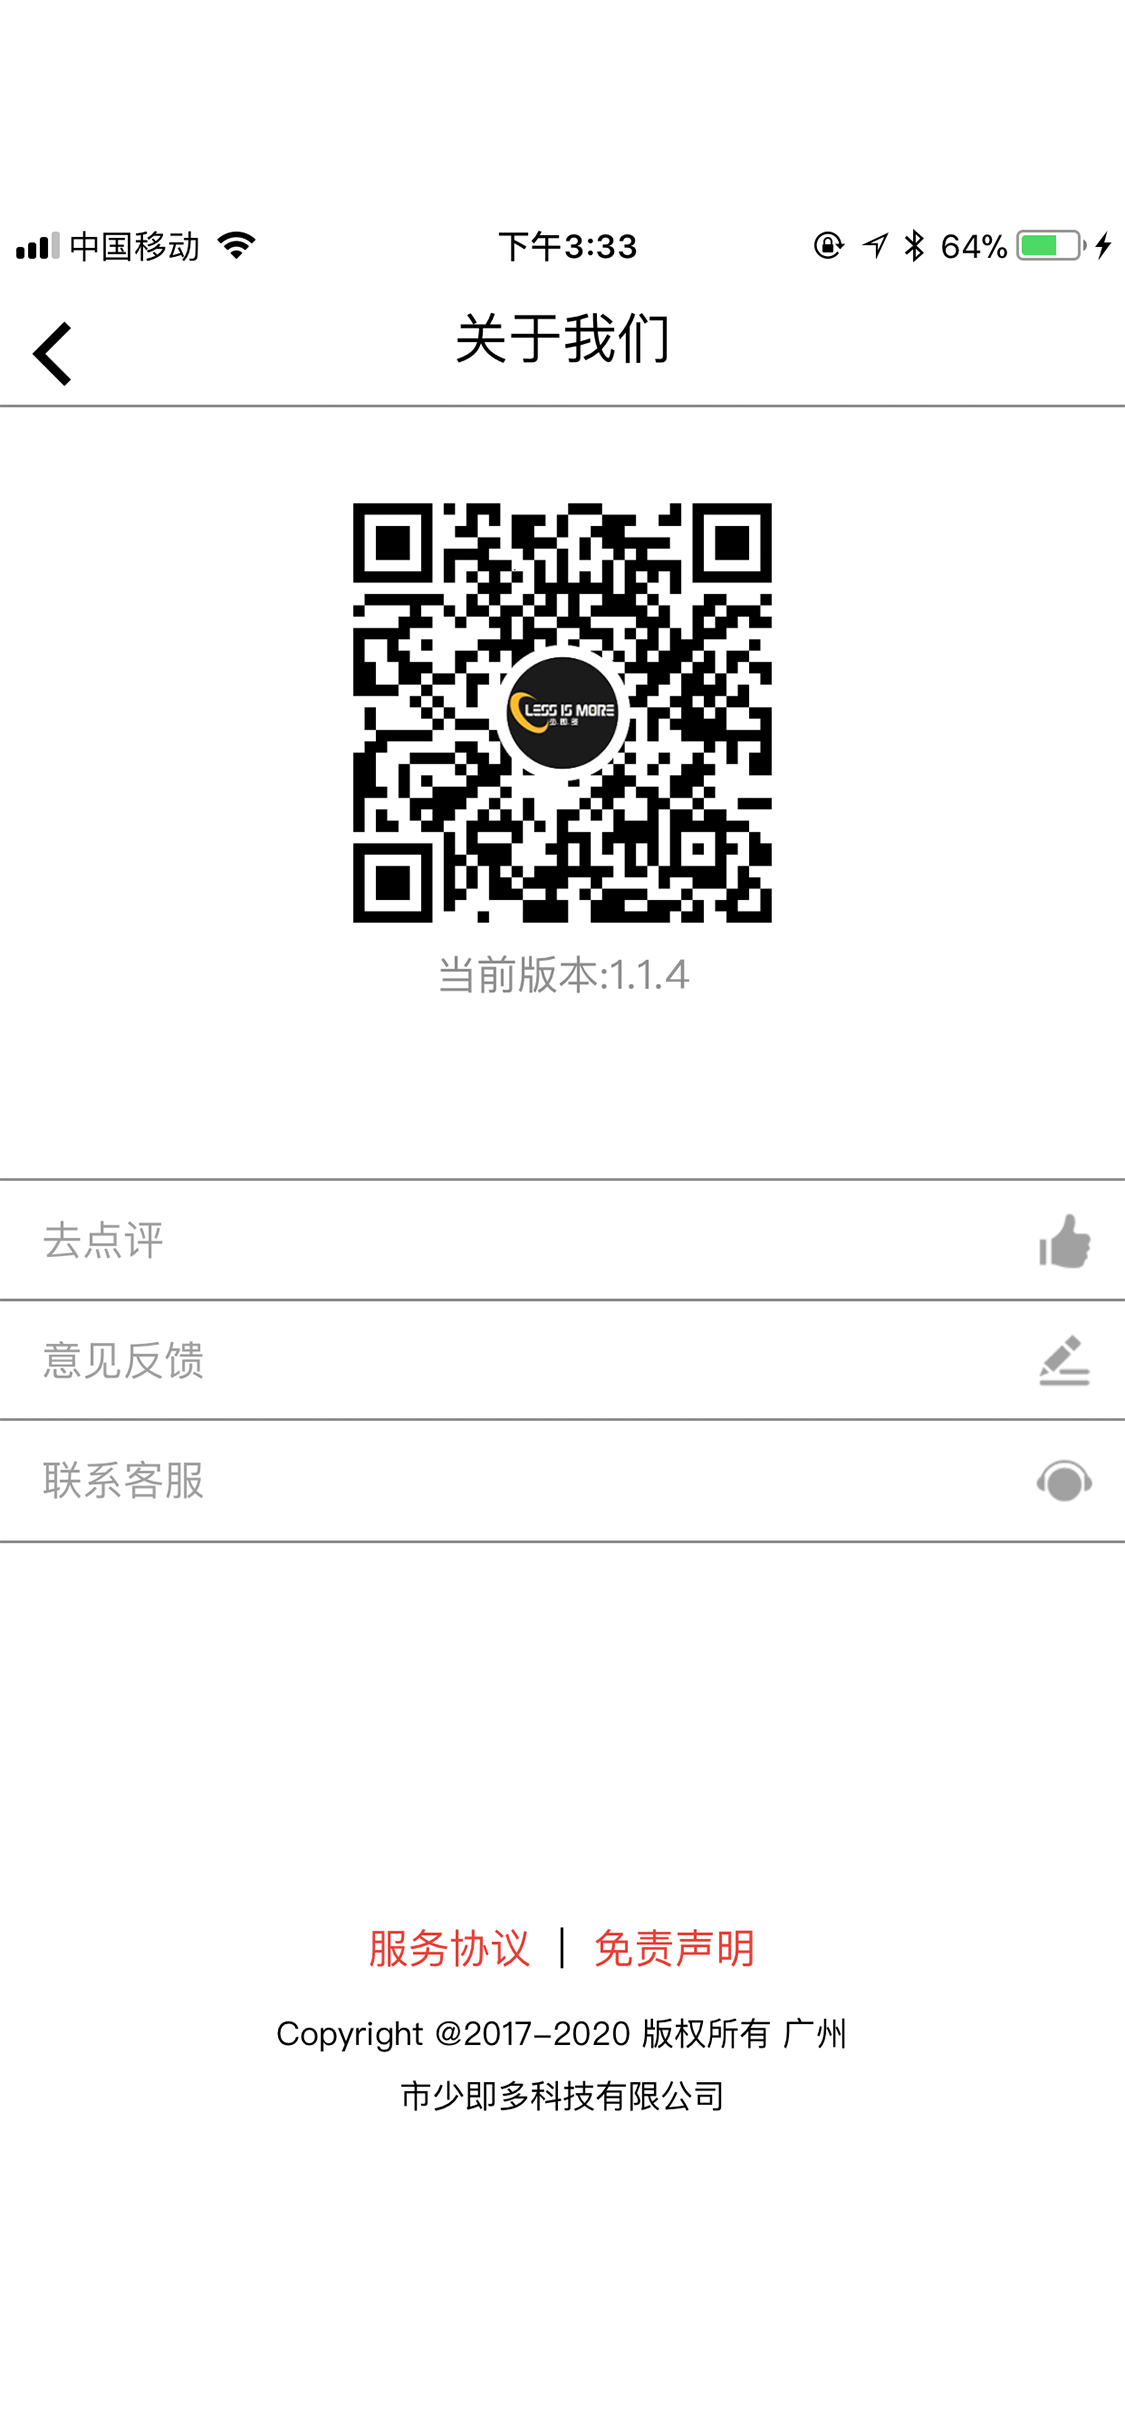 中国移动
下午3:33
64%
关于我们
LESS IS MORE
少即多
当前版本:1.1.4
去点评
意见反馈
联系客服
服务协议 | 免责声明
Copyright @2017-2020 版权所有 广州
市少即多科技有限公司